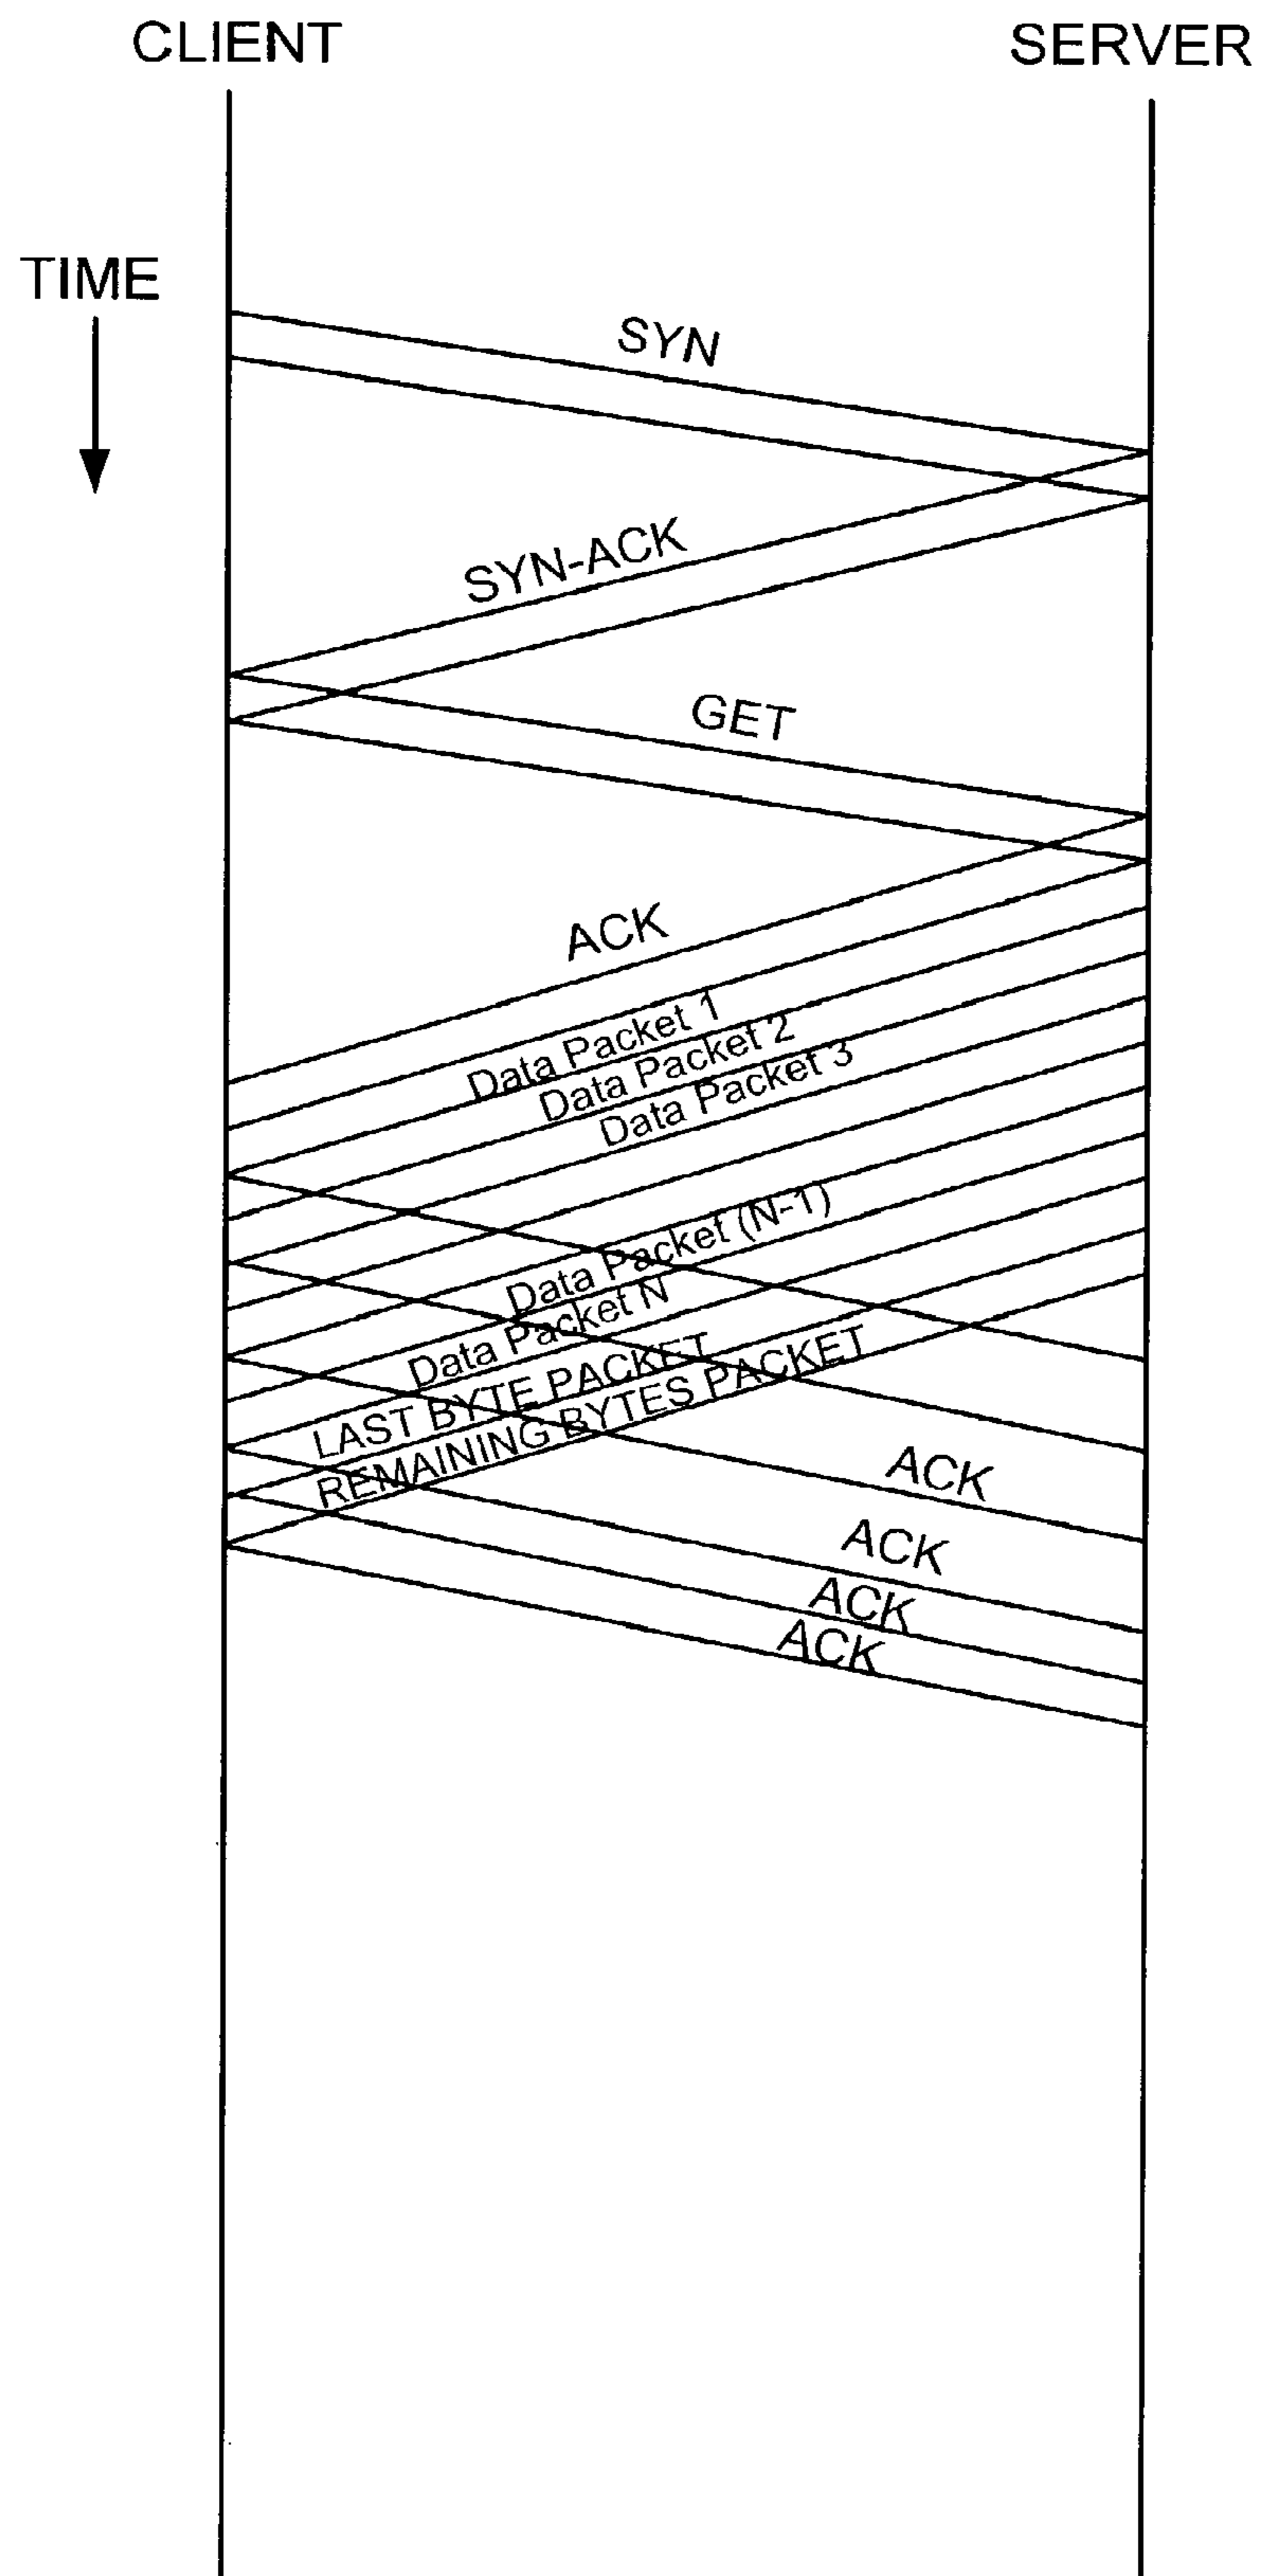 CLIENT
SERVER
TIME
SYN
SYN-ACK
GET
ACK
Data Packet 1
Data Packet 2
Data Packet 3
Data Packet (N-1)
Data Packet N
LAST BYTE PACKET
REMAINING BYTES PACKET
ACK
ACK
ACK
ACK